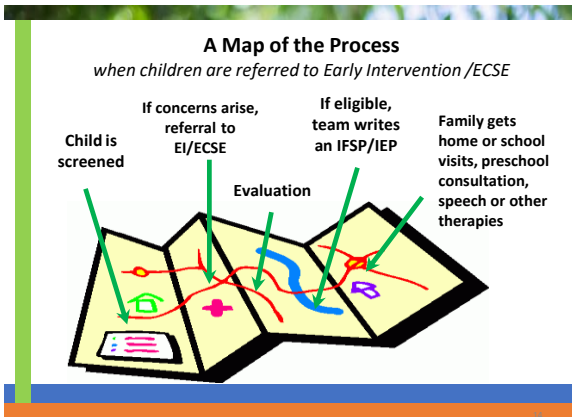 A Map of the Process
when children are referred to Early Intervention /ECSE
Child is
screened
If concerns arise,
referral to
EI/ECSE
Evaluation
If eligible,
team writes
an IFSP/IEP
Family gets
home or school
visits, preschool
consultation,
speech or other
therapies